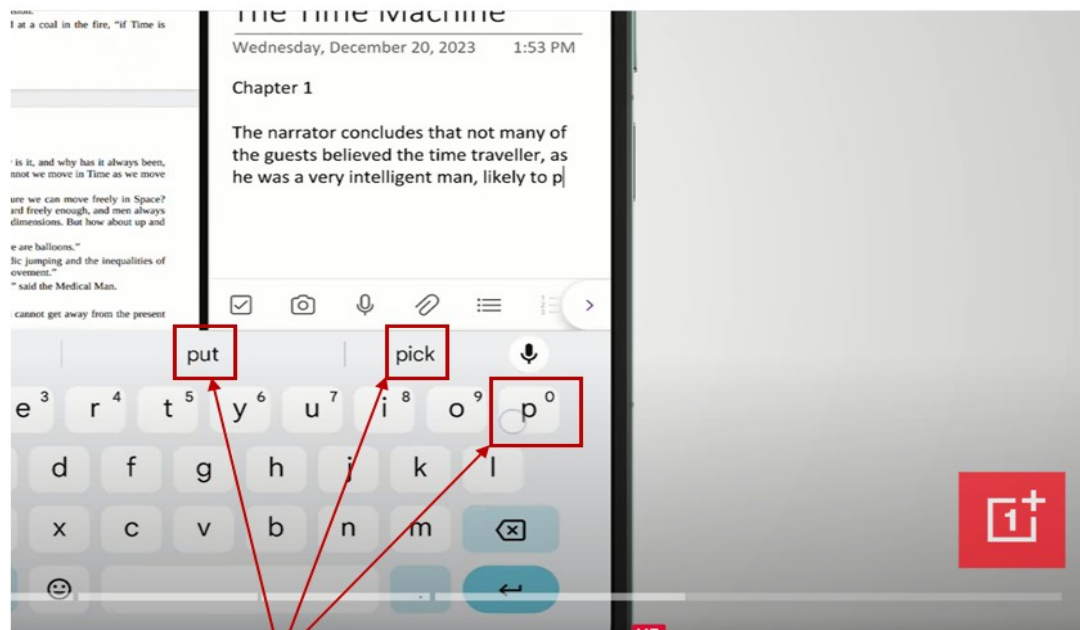 at a coal in the fire, "if Time is
is it, and why has it always been,
nnot we move in Time as we move
ure we can move freely in Space?
rd freely enough, and men always
dimensions. But how about up and
e are balloons."
dic jumping and the inequalities of
ovement."
" said the Medical Man.
cannot get away from the present
The Time Machine
Wednesday, December 20, 2023 1:53 PM
Chapter 1
The narrator concludes that not many of
the guests believed the time traveller, as
he was a very intelligent man, likely to p
put pick
e 3 r 4 t 5 y 6 u 7 i 8 o 9 p 0
d f g h j k l
x c v b n m
.
1+